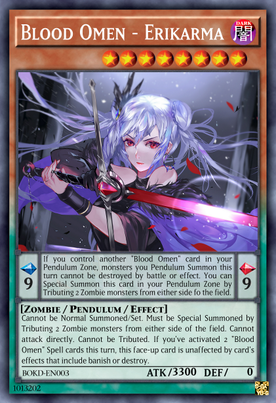 BLOOD OMEN - ERIKARMA
DARK
闇
If you control another "Blood Omen" card in your
Pendulum Zone, monsters you Pendulum Summon this
turn cannot be destroyed by battle or effect. You can
Special Summon this card in your Pendulum Zone by
Tributing 2 Zombie monsters from either side fo the field.
9
9
[ZOMBIE / PENDULUM / EFFECT]
Cannot be Normal Summoned/Set. Must be Special Summoned by
Tributing 2 Zombie monsters from either side of the field. Cannot
attack directly. Cannot be Tributed. If you've activated 2 "Blood
Omen" Spell cards this turn, this face-up card is unaffected by card's
effects that include banish or destroy.
BOKD-EN003
ATK/3300 DEF/ 0
1013202